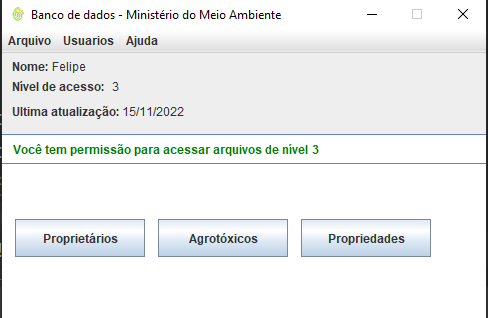 Banco de dados - Ministério do Meio Ambiente
Arquivo Usuarios Ajuda
Nome: Felipe
Nível de acesso: 3
Ultima atualização: 15/11/2022
Você tem permissão para acessar arquivos de nível 3
Proprietários Agrotóxicos Propriedades